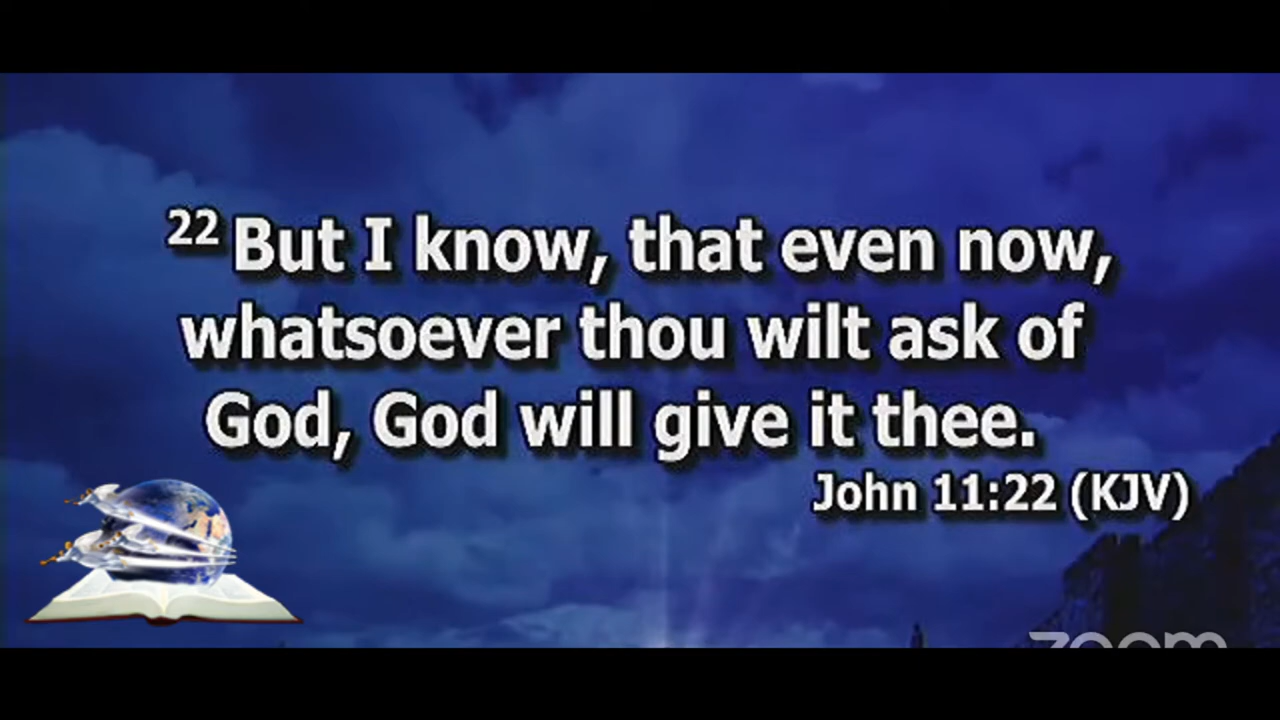 22 But I know, that even now,
whatsoever thou wilt ask of
God, God will give it thee.
John 11:22 (KJV)
zoom